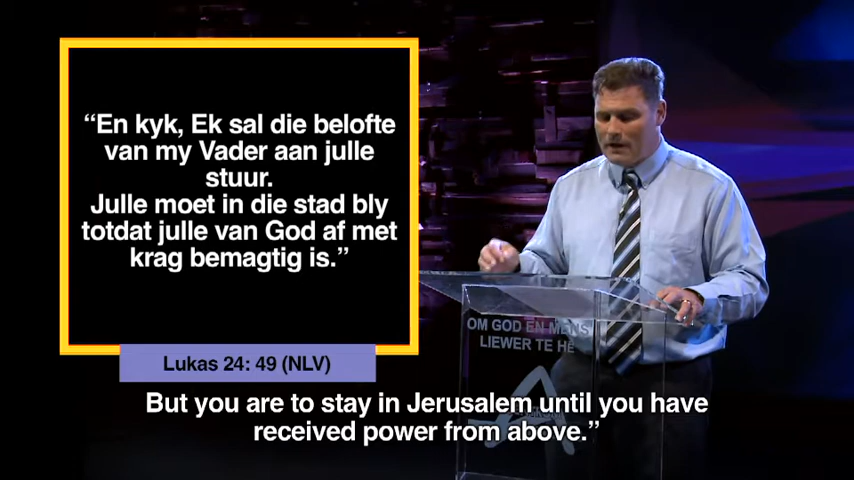 “En kyk, Ek sal die belofte
van my Vader aan julle
stuur.
Julle moet in die stad bly
totdat julle van God af met
krag bemagtig is.”
Lukas 24: 49 (NLV)
OM GOD EN MENS
LIEWER TE HÊ
But you are to stay in Jerusalem until you have
received power from above.”